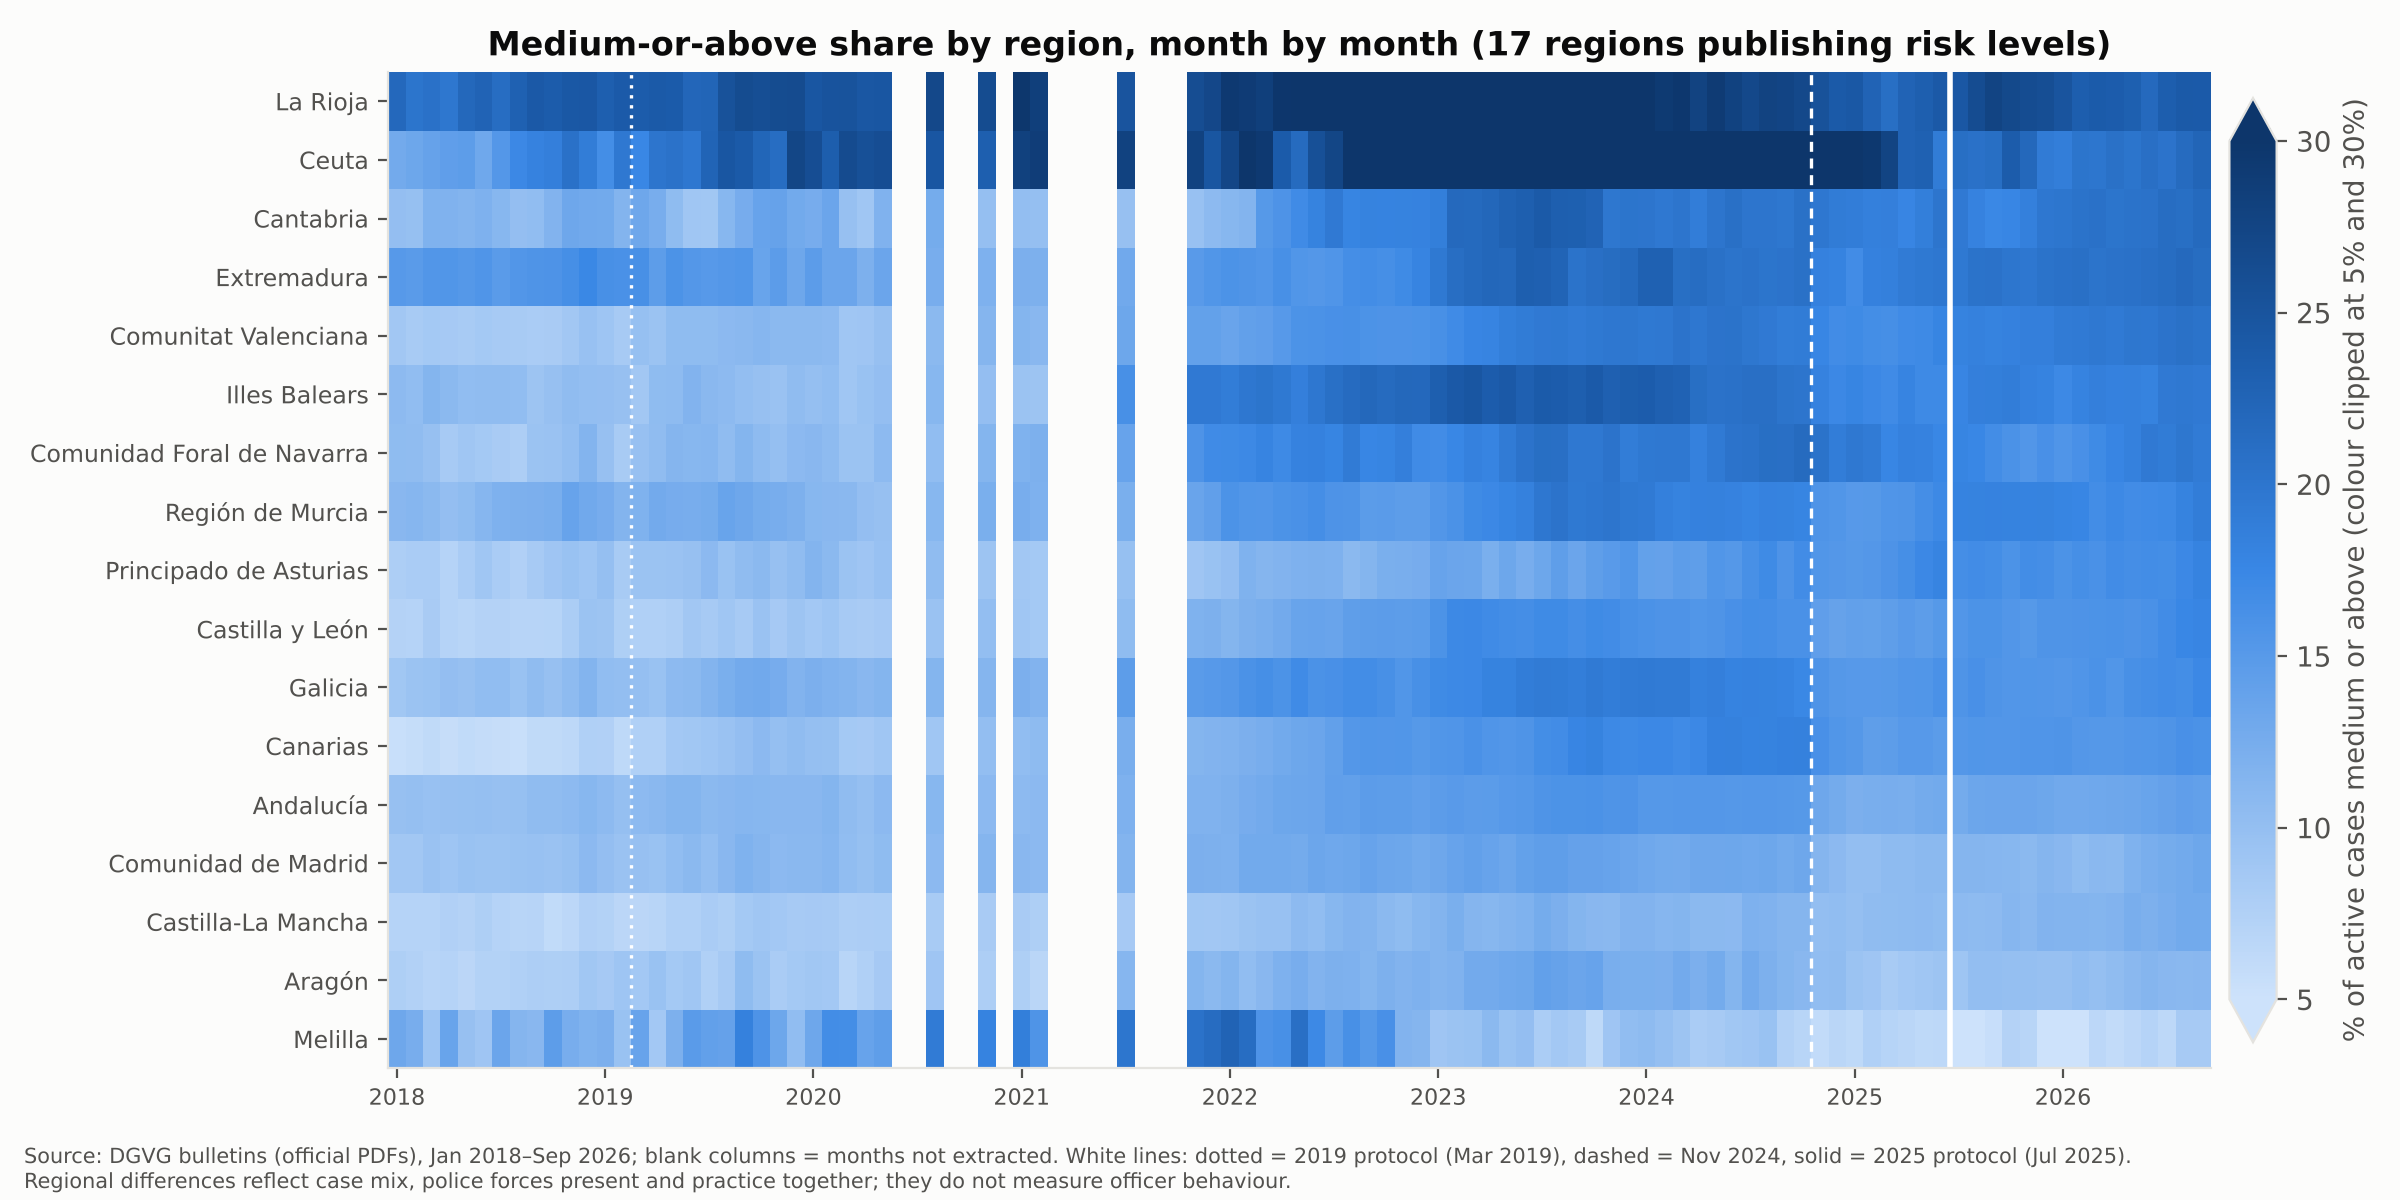 Medium-or-above share by region, month by month (17 regions publishing risk levels)
La Rioja
Ceuta
Cantabria
Extremadura
Comunitat Valenciana
Illes Balears
Comunidad Foral de Navarra
Región de Murcia
Principado de Asturias
Castilla y León
Galicia
Canarias
Andalucía
Comunidad de Madrid
Castilla-La Mancha
Aragón
Melilla
2018 2019 2020 2021 2022 2023 2024 2025 2026
30
25
20
15
10
5
% of active cases medium or above (colour clipped at 5% and 30%)
Source: DGVG bulletins (official PDFs), Jan 2018–Sep 2026; blank columns = months not extracted. White lines: dotted = 2019 protocol (Mar 2019), dashed = Nov 2024, solid = 2025 protocol (Jul 2025).
Regional differences reflect case mix, police forces present and practice together; they do not measure officer behaviour.